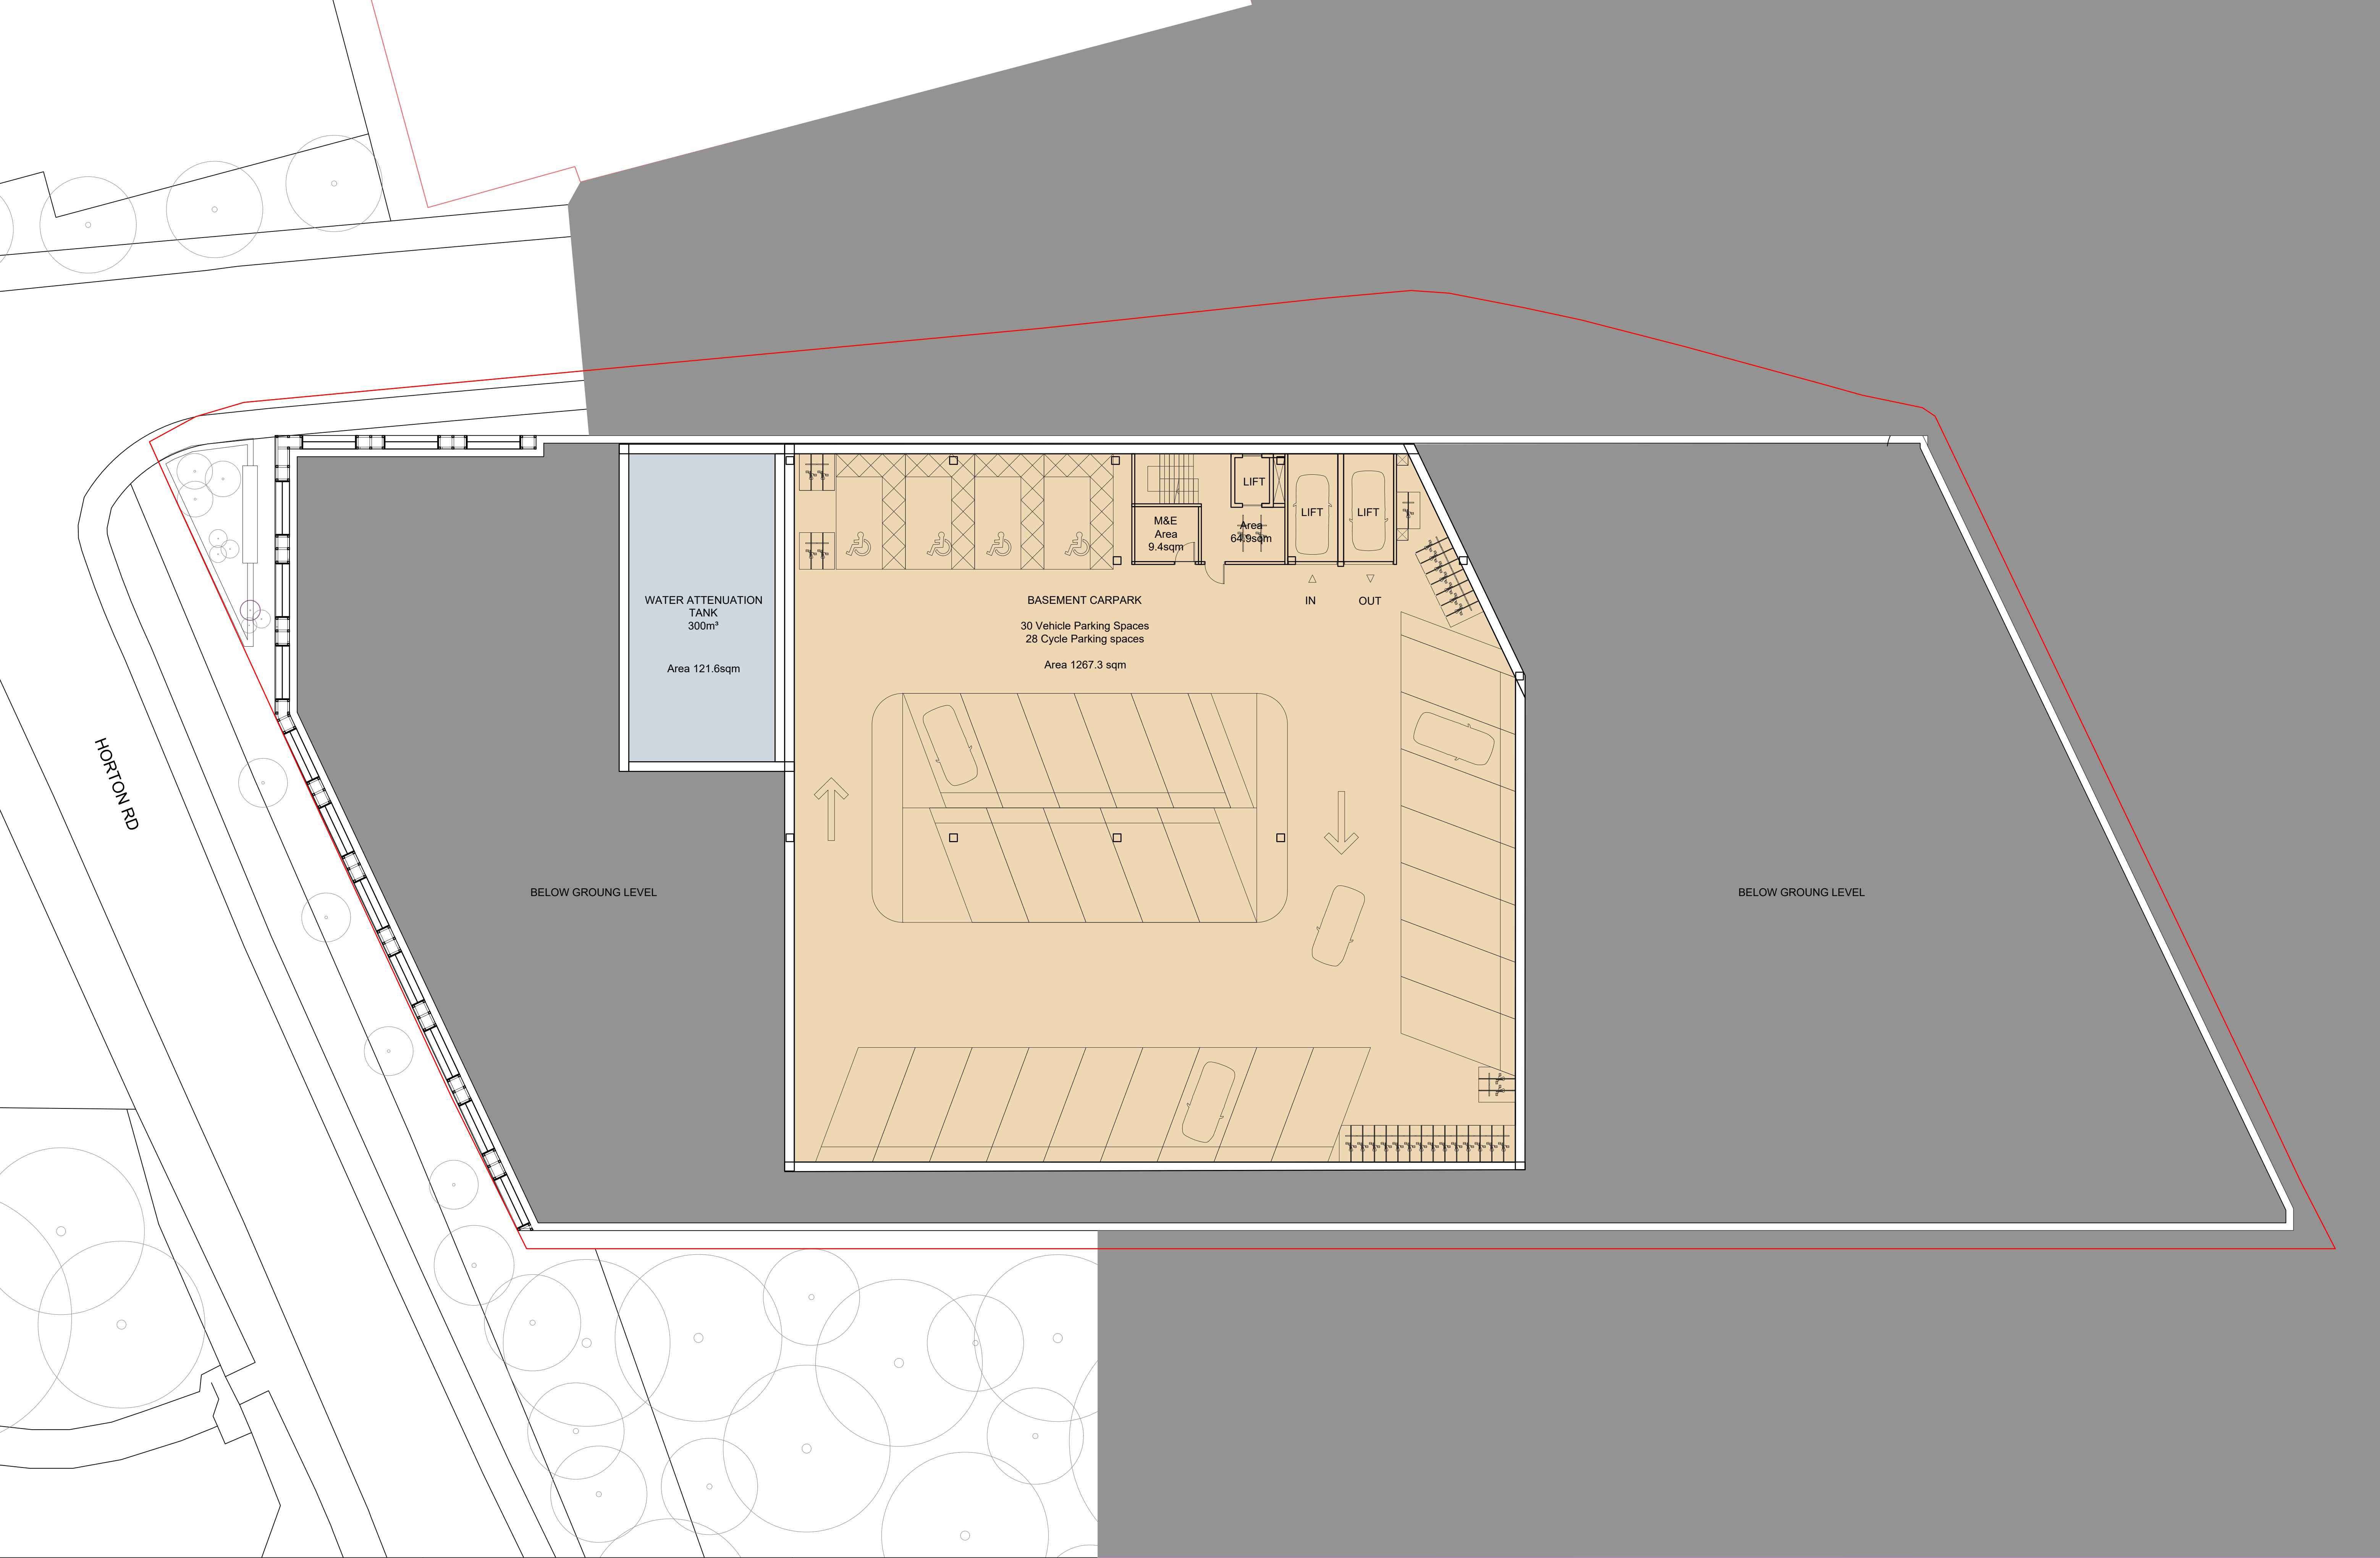 LIFT
LIFT
LIFT
M&E
Area
9.4sqm
Area
64.9sqm
WATER ATTENUATION
TANK
300m³
Area 121.6sqm
BASEMENT CARPARK
30 Vehicle Parking Spaces
28 Cycle Parking spaces
Area 1267.3 sqm
IN
OUT
HORTON RD
BELOW GROUNG LEVEL
BELOW GROUNG LEVEL